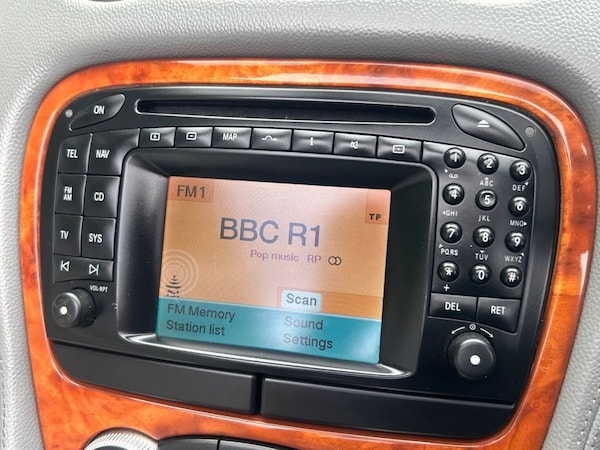 ON
MAP
i
TEL NAV
FM AM CD
TV SYS
VOL•RPT
FM1
TP
BBC R1
Pop music RP
Scan
FM Memory Sound
Station list Settings
1 2 3
ABC DEF
4 5 6
GHI JKL MNO
7 8 9
PQRS TUV WXYZ
* 0 #
+
DEL RET